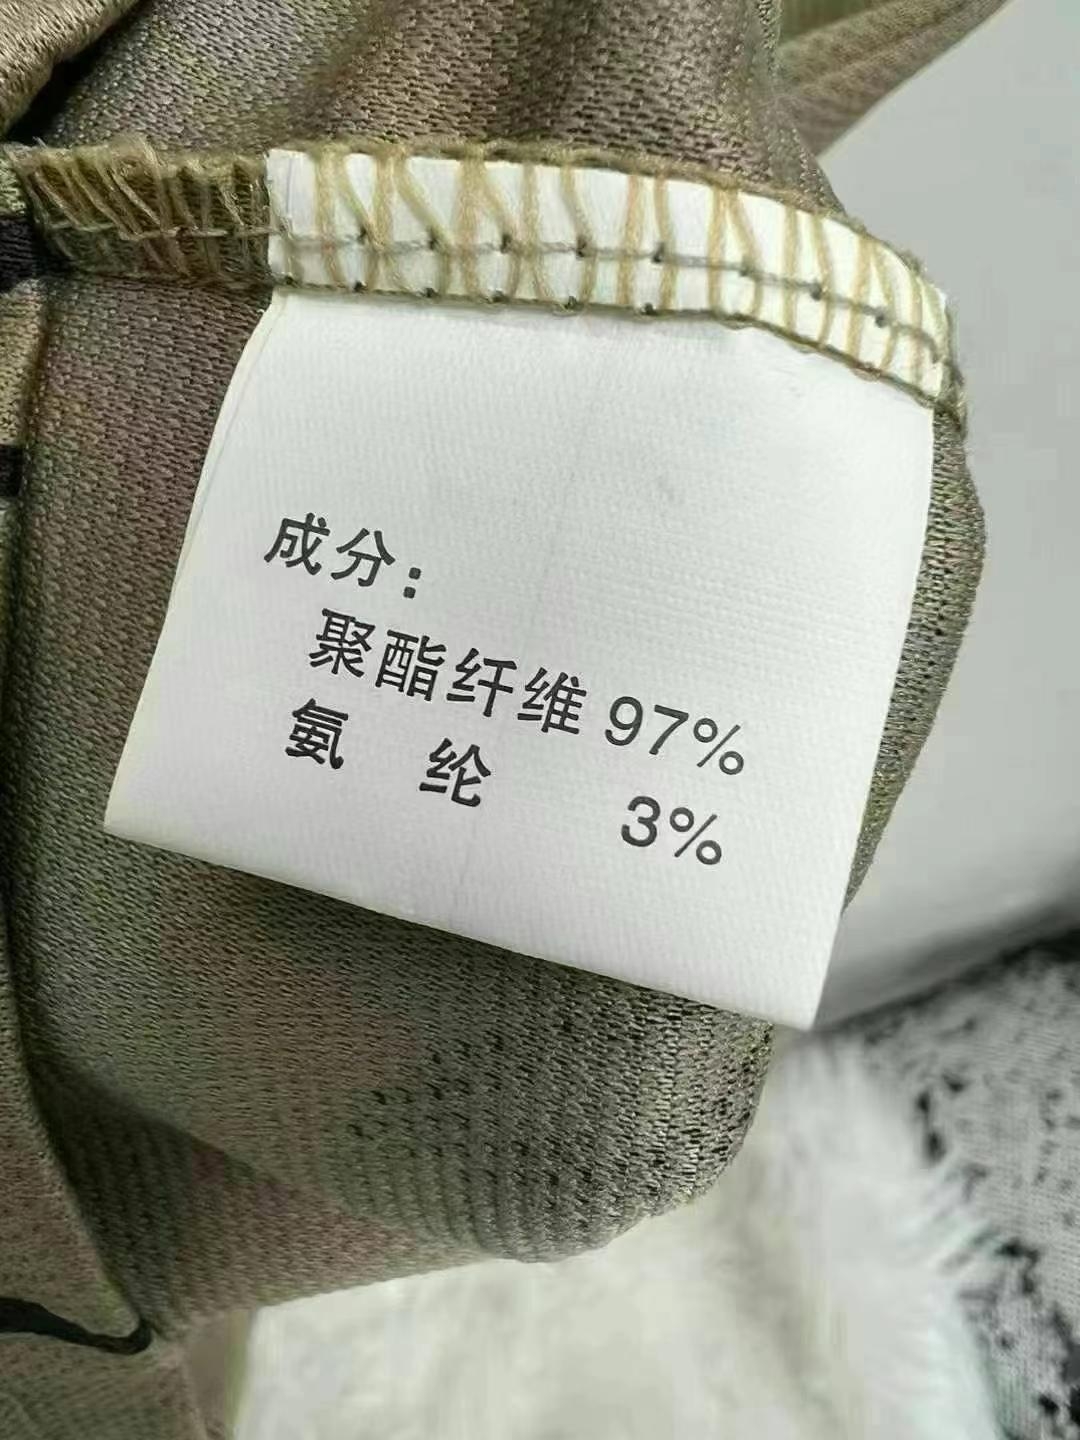 成分：
聚酯纤维 97%
氨 纶 3%